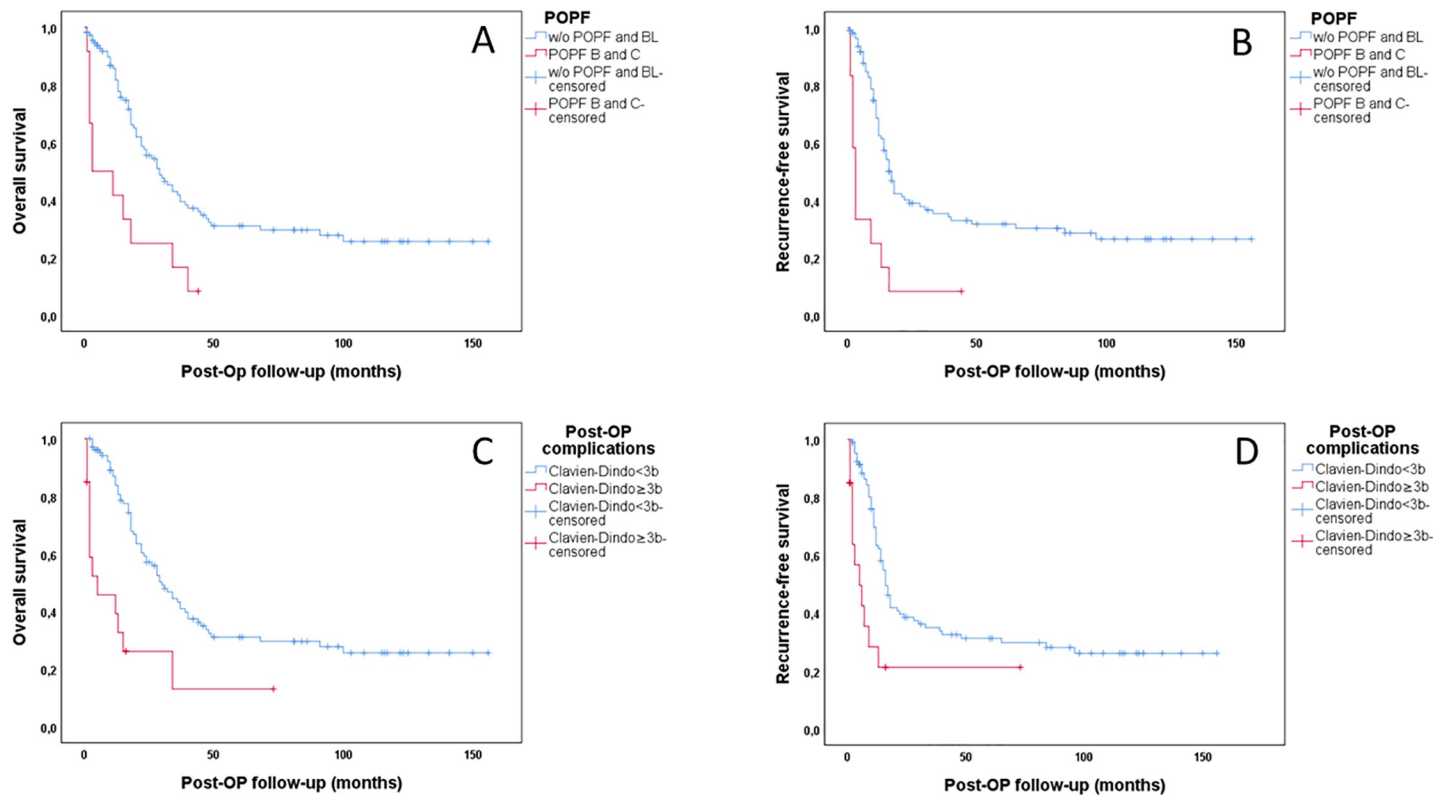 A
Overall survival
1,0
0,8
0,6
0,4
0,2
0,0
0
50
100
150
Post-Op follow-up (months)
POPF
w/o POPF and BL
POPF B and C
w/o POPF and BL-
censored
POPF B and C-
censored
B
Recurrence-free survival
1,0
0,8
0,6
0,4
0,2
0,0
0
50
100
150
Post-OP follow-up (months)
POPF
w/o POPF and BL
POPF B and C
w/o POPF and BL-
censored
POPF B and C-
censored
C
Overall survival
1,0
0,8
0,6
0,4
0,2
0,0
0
50
100
150
Post-OP follow-up (months)
Post-OP
complications
Clavien-Dindo<3b
Clavien-Dindo≥3b
Clavien-Dindo<3b-
censored
Clavien-Dindo≥3b-
censored
D
Recurrence-free survival
1,0
0,8
0,6
0,4
0,2
0,0
0
50
100
150
Post-OP follow-up (months)
Post-OP
complications
Clavien-Dindo<3b
Clavien-Dindo≥3b
Clavien-Dindo<3b-
censored
Clavien-Dindo≥3b-
censored